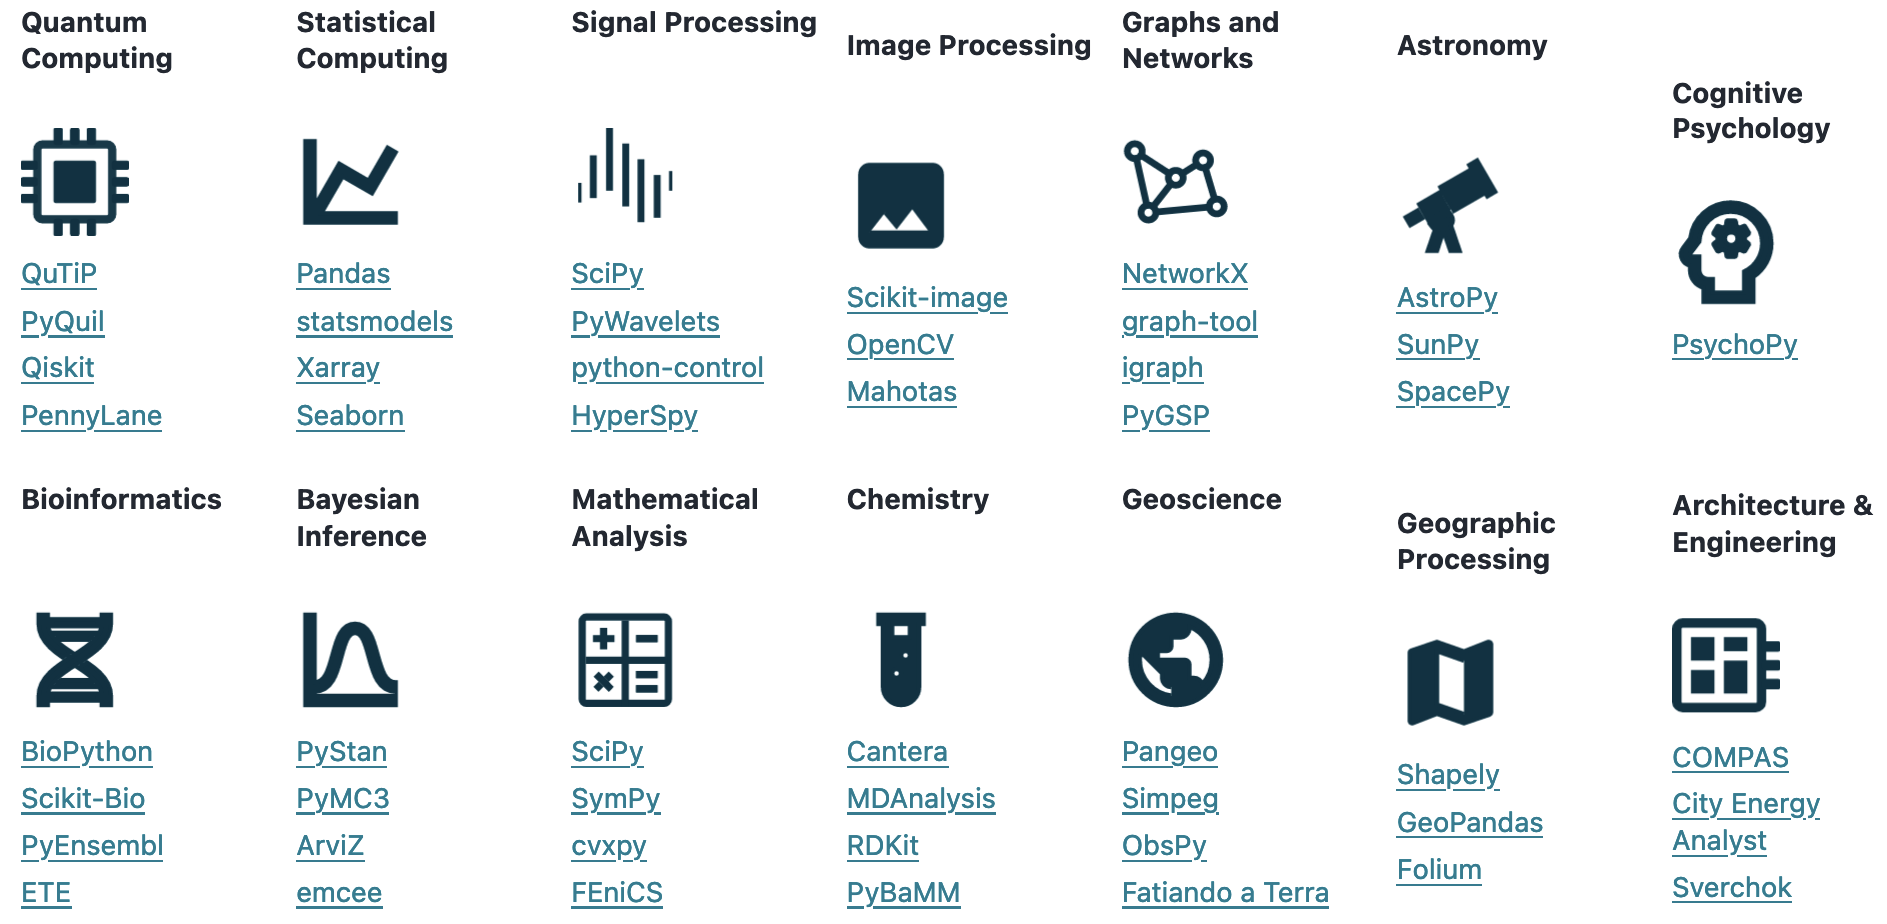 Quantum
Computing
QuTiP
PyQuil
Qiskit
PennyLane
Statistical
Computing
Pandas
statsmodels
Xarray
Seaborn
Signal Processing
SciPy
PyWavelets
python-control
HyperSpy
Image Processing
Scikit-image
OpenCV
Mahotas
Graphs and
Networks
NetworkX
graph-tool
igraph
PyGSP
Astronomy
AstroPy
SunPy
SpacePy
Cognitive
Psychology
PsychoPy
Bioinformatics
BioPython
Scikit-Bio
PyEnsembl
ETE
Bayesian
Inference
PyStan
PyMC3
ArviZ
emcee
Mathematical
Analysis
SciPy
SymPy
cvxpy
FEniCS
Chemistry
Cantera
MDAnalysis
RDKit
PyBaMM
Geoscience
Pangeo
Simpeg
ObsPy
Fatiando a Terra
Geographic
Processing
Shapely
GeoPandas
Folium
Architecture &
Engineering
COMPAS
City Energy
Analyst
Sverchok